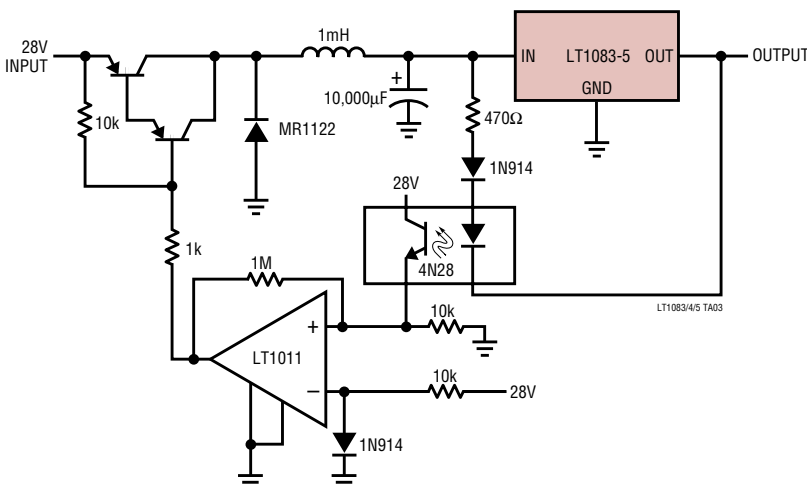 28V
INPUT
1mH
IN
LT1083-5
OUT
GND
OUTPUT
10k
+
10,000µF
MR1122
470Ω
1N914
28V
4N28
1k
1M
LT1083/4/5 TA03
+
10k
LT1011
–
10k
28V
1N914